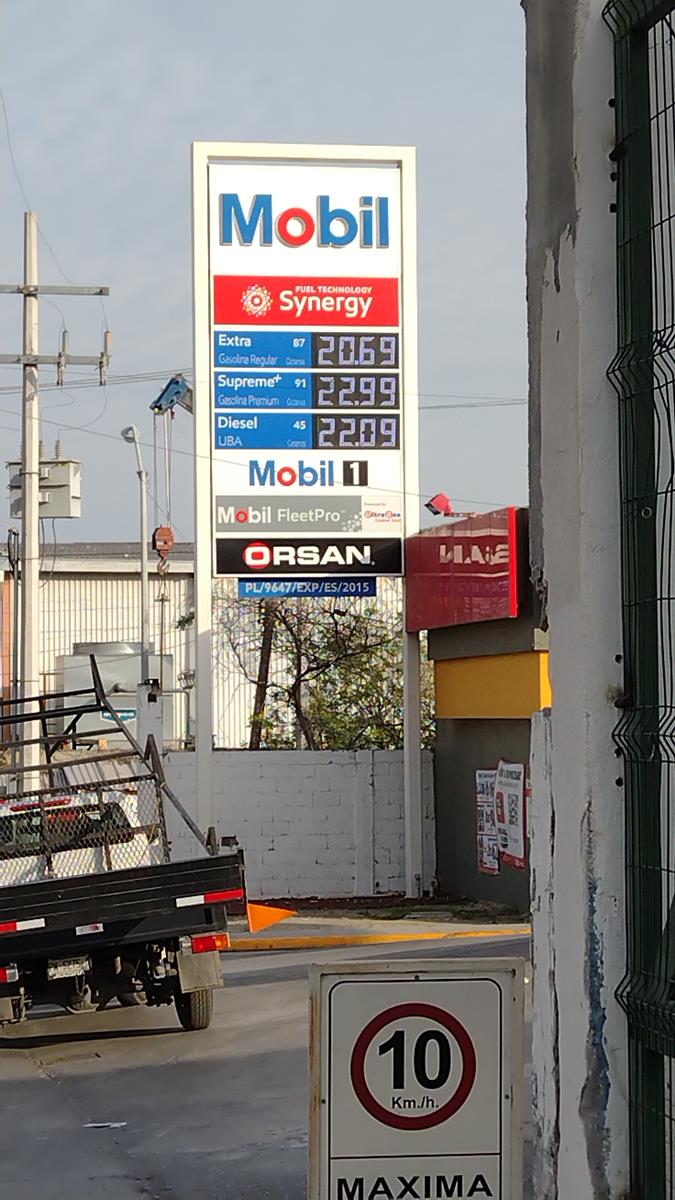 Mobil
FUEL TECHNOLOGY
Synergy
Extra 87 20.69
Gasolina Regular Octanos
Supreme+ 91 22.99
Gasolina Premium Octanos
Diesel 45 22.09
UBA Cetano
Mobil 1
Mobil FleetPro
ORSAN
PL/9647/EXP/ES/2015
10
Km./h.
MAXIMA